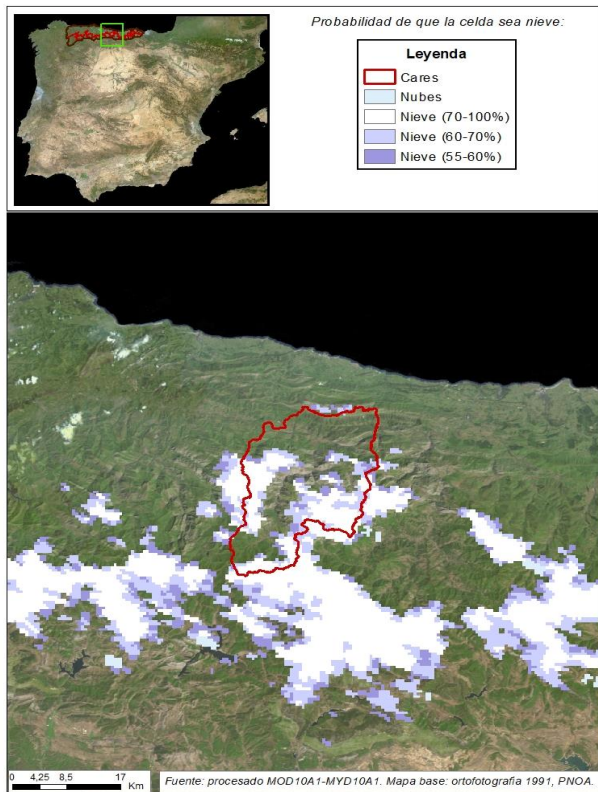 Probabilidad de que la celda sea nieve:
Leyenda
Cares
Nubes
Nieve (70-100%)
Nieve (60-70%)
Nieve (55-60%)
0 4,25 8,5 17
Km
Fuente: procesado MOD10A1-MYD10A1. Mapa base: ortofotografia 1991, PNOA.